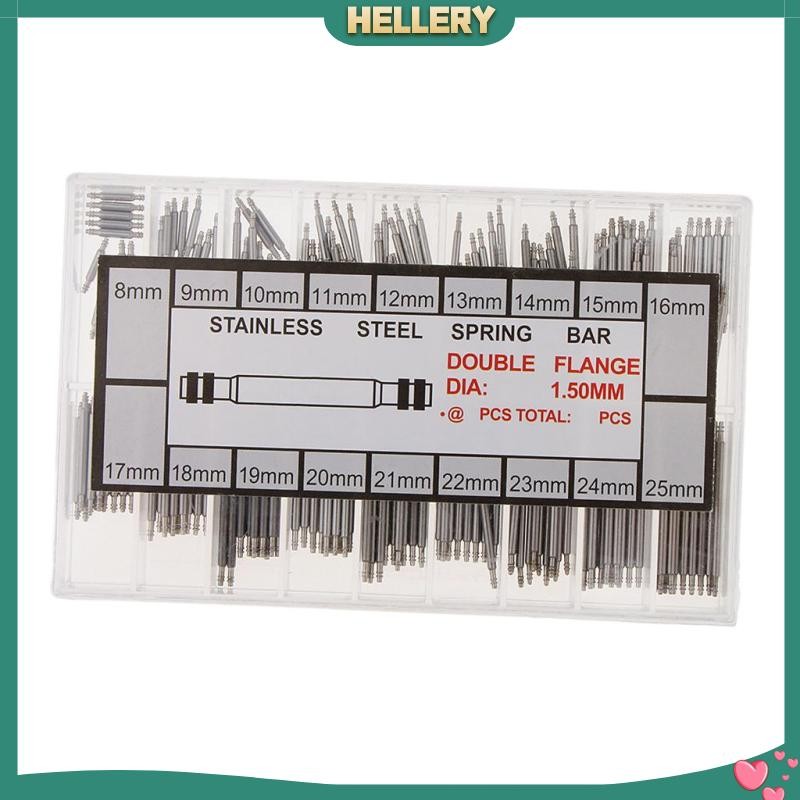 HELLERY
8mm 9mm 10mm 11mm 12mm 13mm 14mm 15mm 16mm
STAINLESS STEEL SPRING BAR
DOUBLE FLANGE
DIA: 1.50MM
•@ PCS TOTAL: PCS
17mm 18mm 19mm 20mm 21mm 22mm 23mm 24mm 25mm